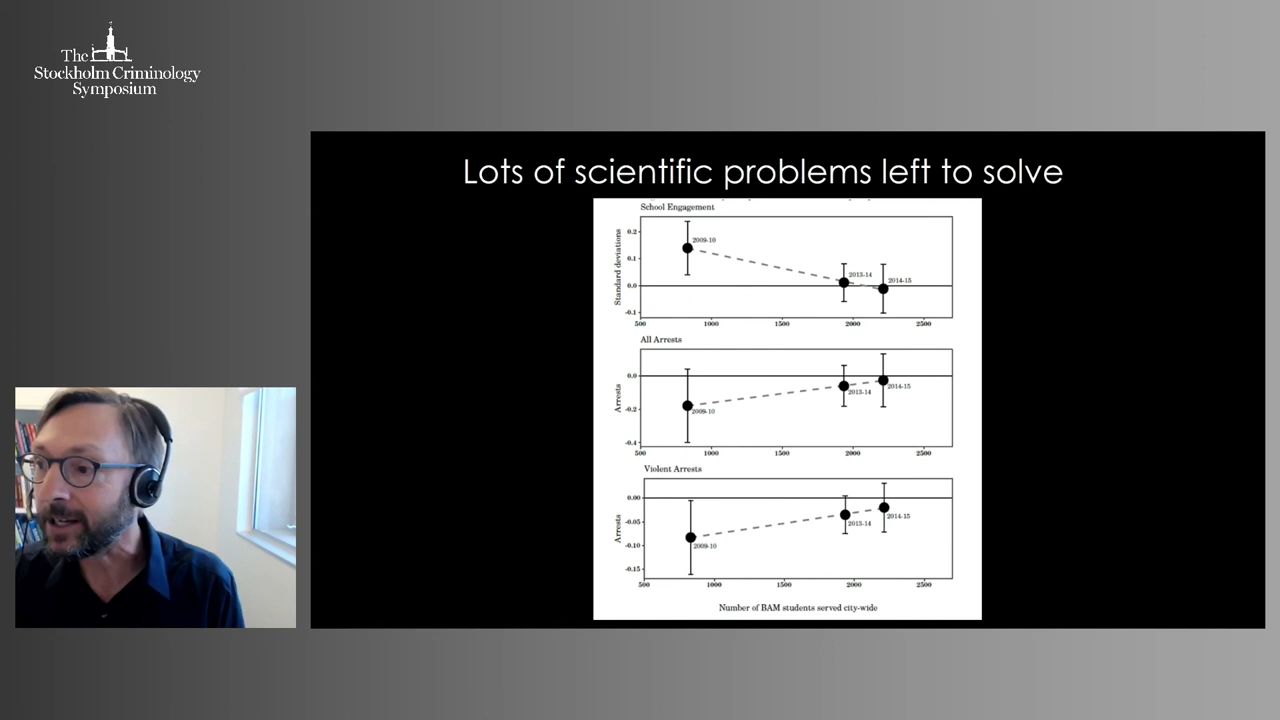 The
Stockholm Criminology
Symposium
Lots of scientific problems left to solve
School Engagement
Standard deviations
0.2
0.1
0.0
-0.1
2009-10
2013-14
2014-15
500 1000 1500 2000 2500
All Arrests
Arrests
0.0
-0.2
-0.4
2009-10
2013-14
2014-15
500 1000 1500 2000 2500
Violent Arrests
Arrests
0.00
-0.05
-0.10
-0.15
2009-10
2013-14
2014-15
500 1000 1500 2000 2500
Number of BAM students served city-wide